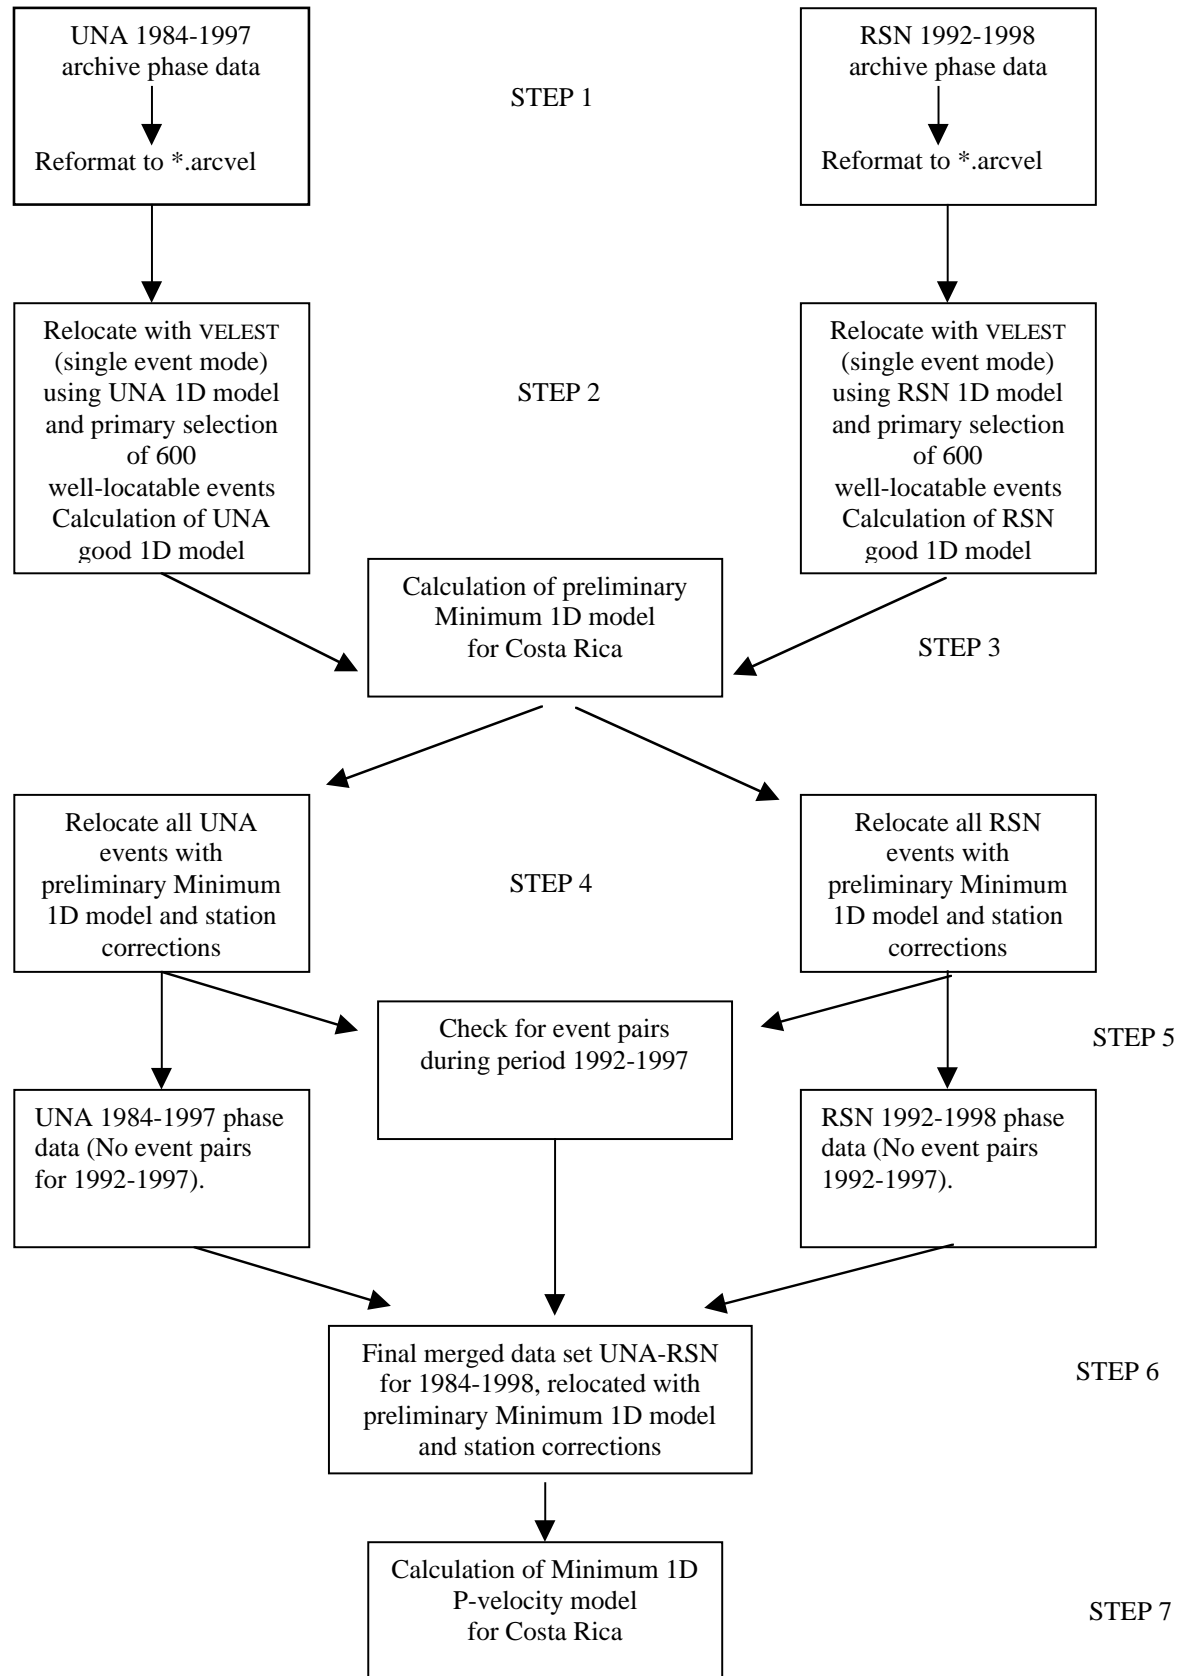 UNA 1984-1997
archive phase data
Reformat to *.arcvel
STEP 1
RSN 1992-1998
archive phase data
Reformat to *.arcvel
Relocate with VELEST
(single event mode)
using UNA 1D model
and primary selection
of 600
well-locatable events
Calculation of UNA
good 1D model
STEP 2
Relocate with VELEST
(single event mode)
using RSN 1D model
and primary selection
of 600
well-locatable events
Calculation of RSN
good 1D model
Calculation of preliminary
Minimum 1D model
for Costa Rica
STEP 3
Relocate all UNA
events with
preliminary Minimum
1D model and station
corrections
STEP 4
Relocate all RSN
events with
preliminary Minimum
1D model and station
corrections
Check for event pairs
during period 1992-1997
STEP 5
UNA 1984-1997 phase
data (No event pairs
for 1992-1997).
RSN 1992-1998 phase
data (No event pairs
1992-1997).
Final merged data set UNA-RSN
for 1984-1998, relocated with
preliminary Minimum 1D model
and station corrections
STEP 6
Calculation of Minimum 1D
P-velocity model
for Costa Rica
STEP 7